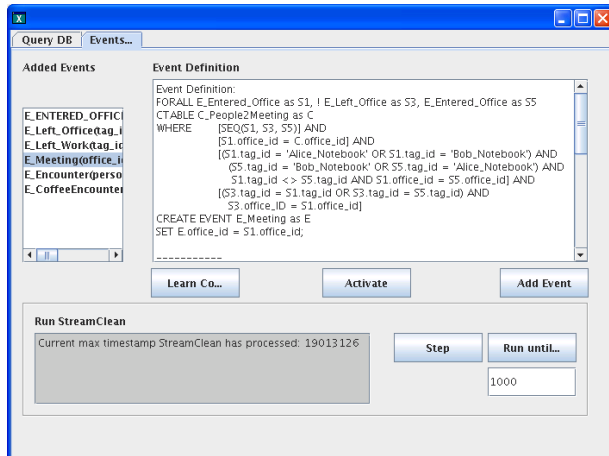 X
Query DB Events...
Added Events
Event Definition
E_ENTERED_OFFIC
E_Left_Office(tag_i
E_Left_Work(tag_id
E_Meeting(office_i
E_Encounter(perso
E_CoffeeEncounter
Event Definition:
FORALL E_Entered_Office as S1, ! E_Left_Office as S3, E_Entered_Office as S5
CTABLE C_People2Meeting as C
WHERE [SEQ(S1, S3, S5)] AND
[S1.office_id = C.office_id] AND
[(S1.tag_id = 'Alice_Notebook' OR S1.tag_id = 'Bob_Notebook') AND
(S5.tag_id = 'Bob_Notebook' OR S5.tag_id = 'Alice_Notebook') AND
S1.tag_id <> S5.tag_id AND S1.office_id = S5.office_id] AND
[(S3.tag_id = S1.tag_id OR S3.tag_id = S5.tag_id) AND
S3.office_ID = S1.office_id]
CREATE EVENT E_Meeting as E
SET E.office_id = S1.office_id;
-----------
Learn Co... Activate Add Event
Run StreamClean
Current max timestamp StreamClean has processed: 19013126
Step Run until...
1000